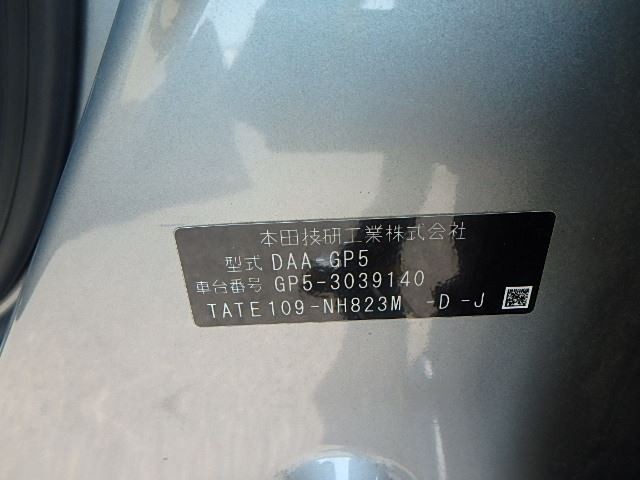 本田技研工業株式会社
型式 DAA-GP5
車台番号 GP5-3039140
TATE109-NH823M -D-J